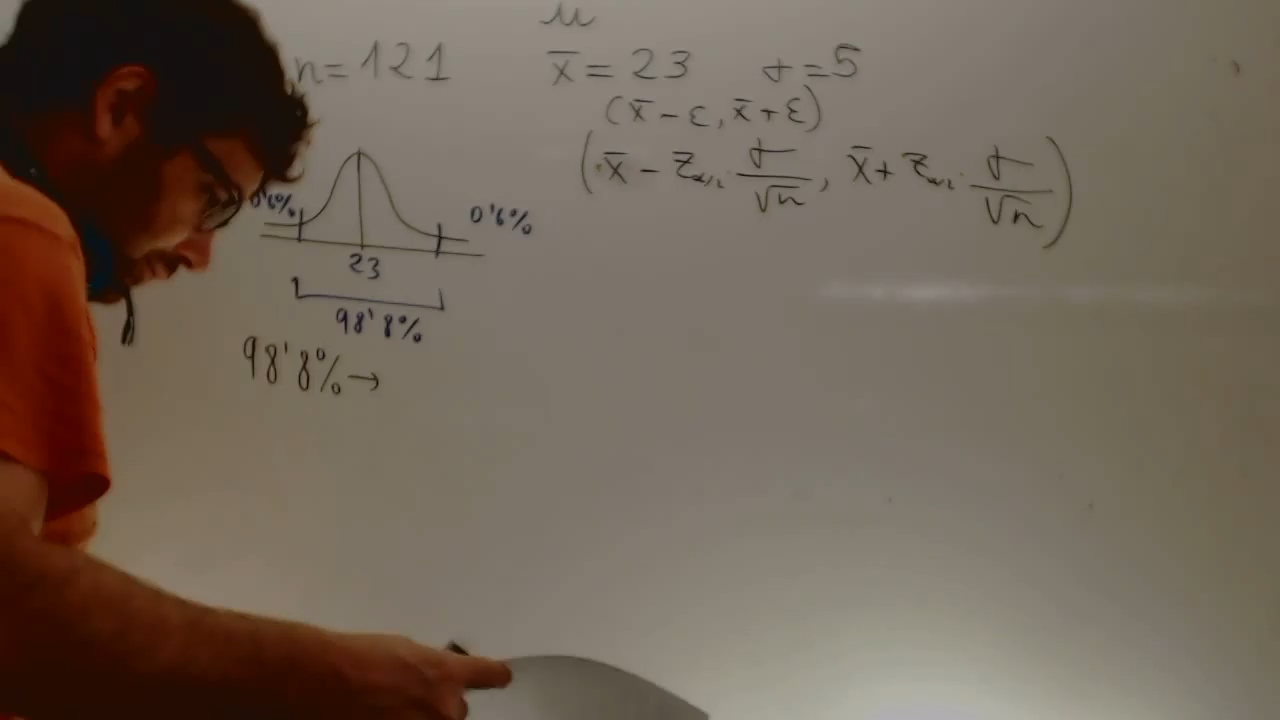 μ
n=121 x̄=23 σ=5
(x̄-ε, x̄+ε)
(x̄ - Z_{α/2} · σ/√n, x̄ + Z_{α/2} · σ/√n)
0'6% 0'6%
23
98'8%
98'8% →